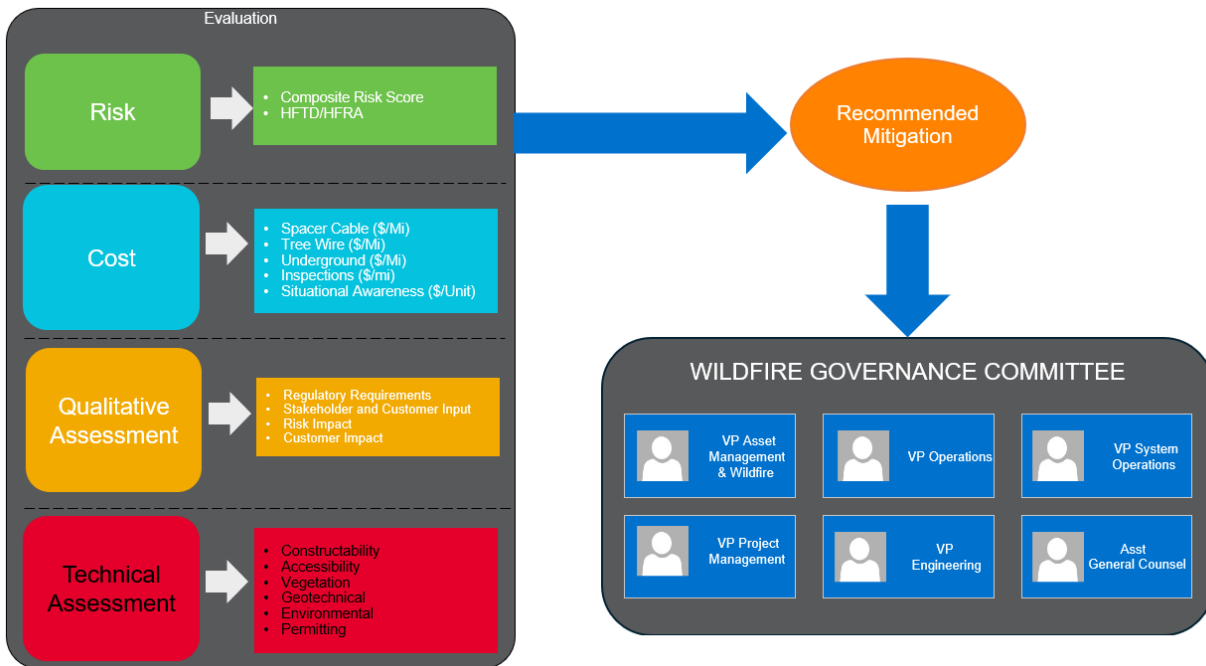 Evaluation
Risk
• Composite Risk Score
• HFTD/HFRA
Cost
• Spacer Cable ($/Mi)
• Tree Wire ($/Mi)
• Underground ($/Mi)
• Inspections ($/mi)
• Situational Awareness ($/Unit)
Qualitative
Assessment
• Regulatory Requirements
• Stakeholder and Customer Input
• Risk Impact
• Customer Impact
Technical
Assessment
• Constructability
• Accessibility
• Vegetation
• Geotechnical
• Environmental
• Permitting
Recommended
Mitigation
WILDFIRE GOVERNANCE COMMITTEE
VP Asset
Management
& Wildfire
VP Operations
VP System
Operations
VP Project
Management
VP
Engineering
Asst
General Counsel